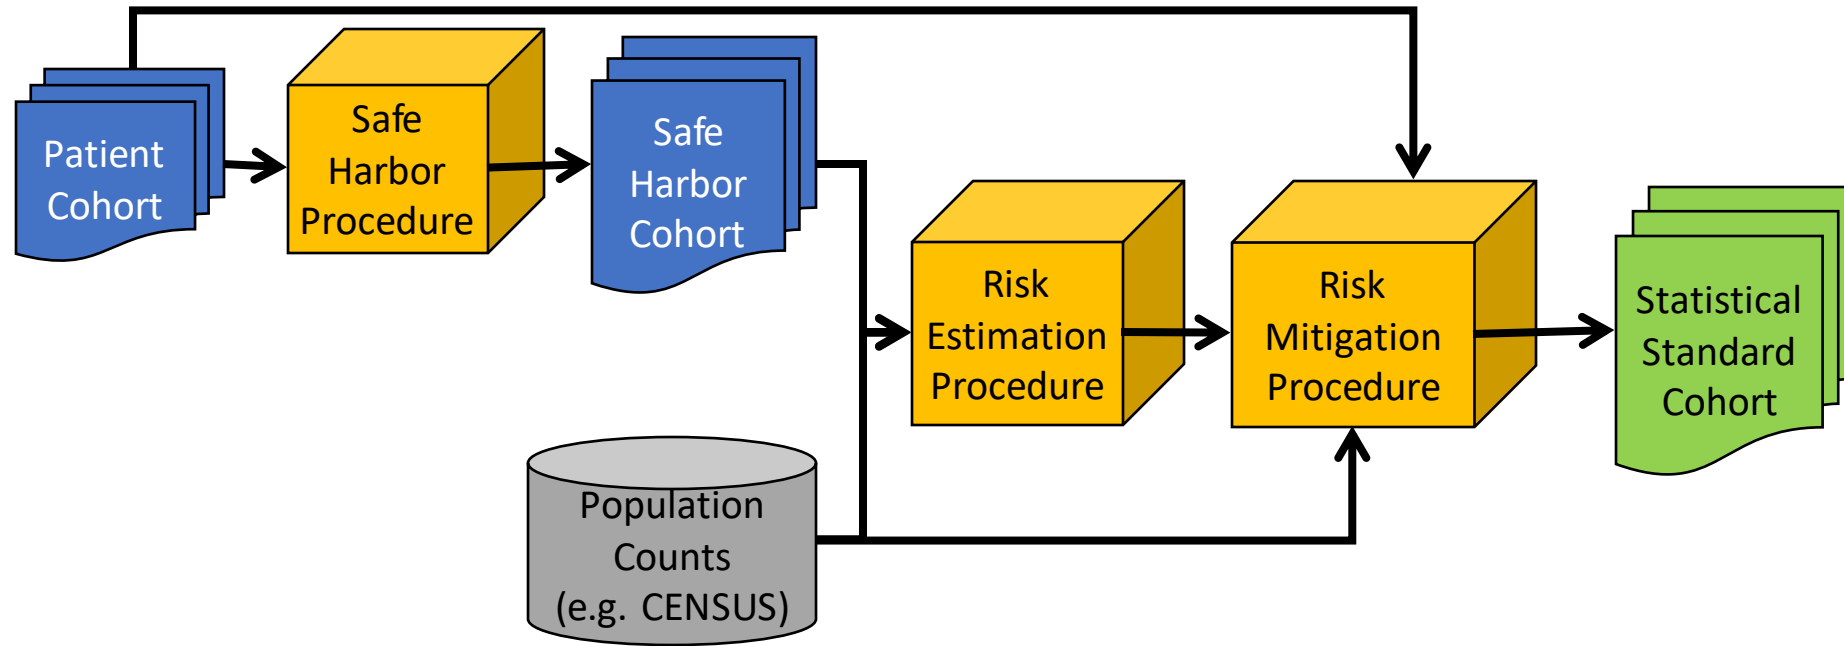 Patient
Cohort
Safe
Harbor
Procedure
Safe
Harbor
Cohort
Risk
Estimation
Procedure
Risk
Mitigation
Procedure
Statistical
Standard
Cohort
Population
Counts
(e.g. CENSUS)